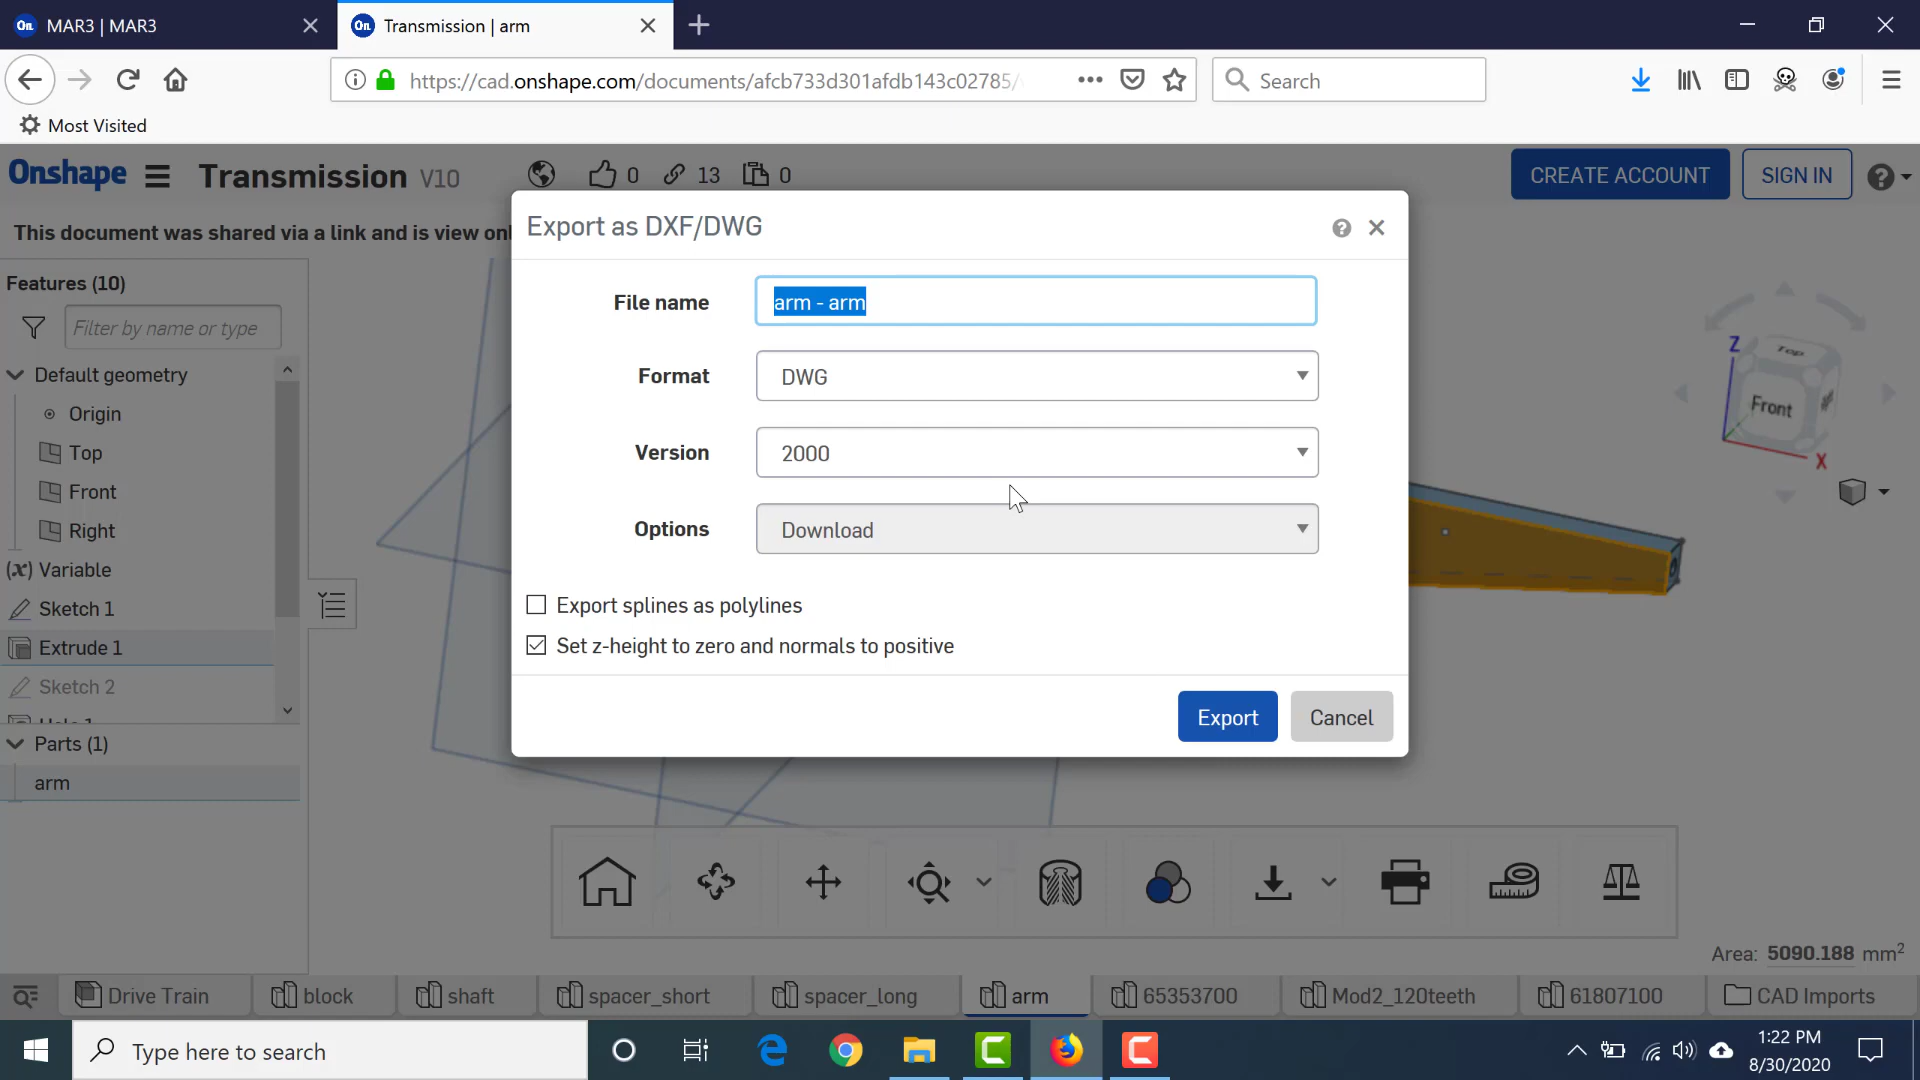 On MAR3 | MAR3
On Transmission | arm
https://cad.onshape.com/documents/afcb733d301afdb143c02785/
Search
Most Visited
Onshape
Transmission V10
0
13
0
CREATE ACCOUNT
SIGN IN
This document was shared via a link and is view
Features (10)
Filter by name or type
Default geometry
Origin
Top
Front
Right
(x) Variable
Sketch 1
Extrude 1
Sketch 2
Parts (1)
arm
Export as DXF/DWG
File name
arm - arm
Format
DWG
Version
2000
Options
Download
Export splines as polylines
Set z-height to zero and normals to positive
Export
Cancel
Z
Top
Front
X
Area: 5090.188 mm²
Drive Train
block
shaft
spacer_short
spacer_long
arm
65353700
Mod2_120teeth
61807100
CAD Imports
Type here to search
1:22 PM
8/30/2020